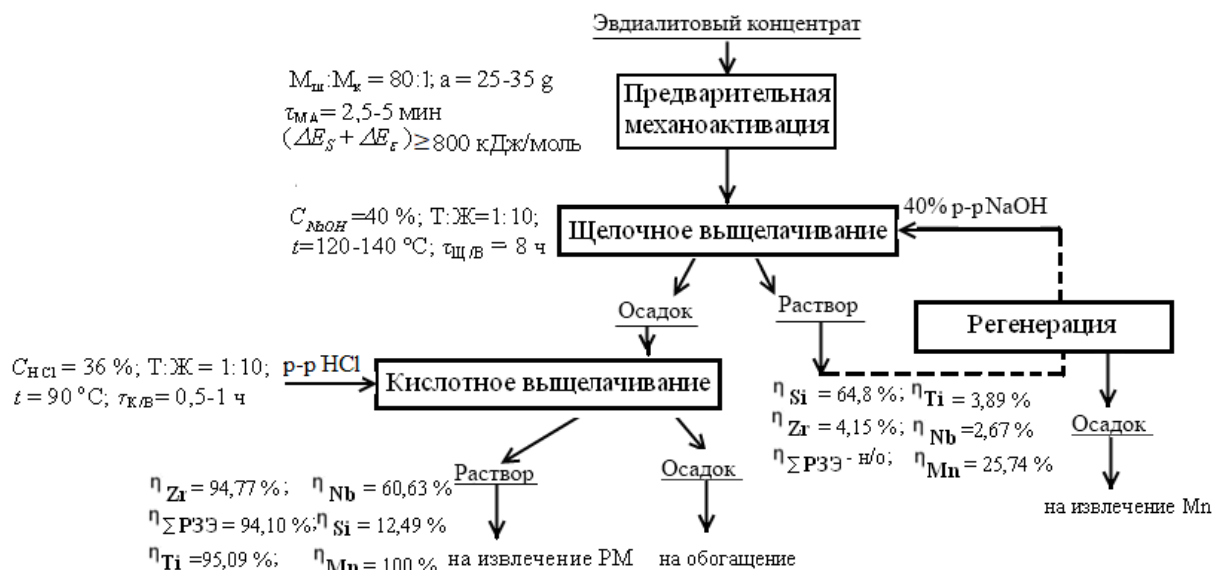 Эвдиалитовый концентрат
Mш:Mк = 80:1; a = 25-35 g
τМА = 2,5-5 мин
(ΔES + ΔEε) ≥ 800 кДж/моль
Предварительная
механоактивация
CNaOH =40 %; Т:Ж=1:10;
t=120-140 °C; τЩ/В = 8 ч
Щелочное выщелачивание
40% р-р NaOH
Осадок
Раствор
Регенерация
CHCl = 36 %; Т:Ж = 1:10;
t = 90 °C; τК/В= 0,5-1 ч
р-р HCl
Кислотное выщелачивание
ηSi = 64,8 %; ηTi = 3,89 %
ηZr = 4,15 %; ηNb =2,67 %
η∑РЗЭ - н/о; ηMn = 25,74 %
Осадок
на извлечение Mn
Раствор
Осадок
ηZr = 94,77 %; ηNb = 60,63 %
η∑РЗЭ = 94,10 %; ηSi = 12,49 %
ηTi =95,09 %; ηMn = 100 %
на извлечение РМ
на обогащение